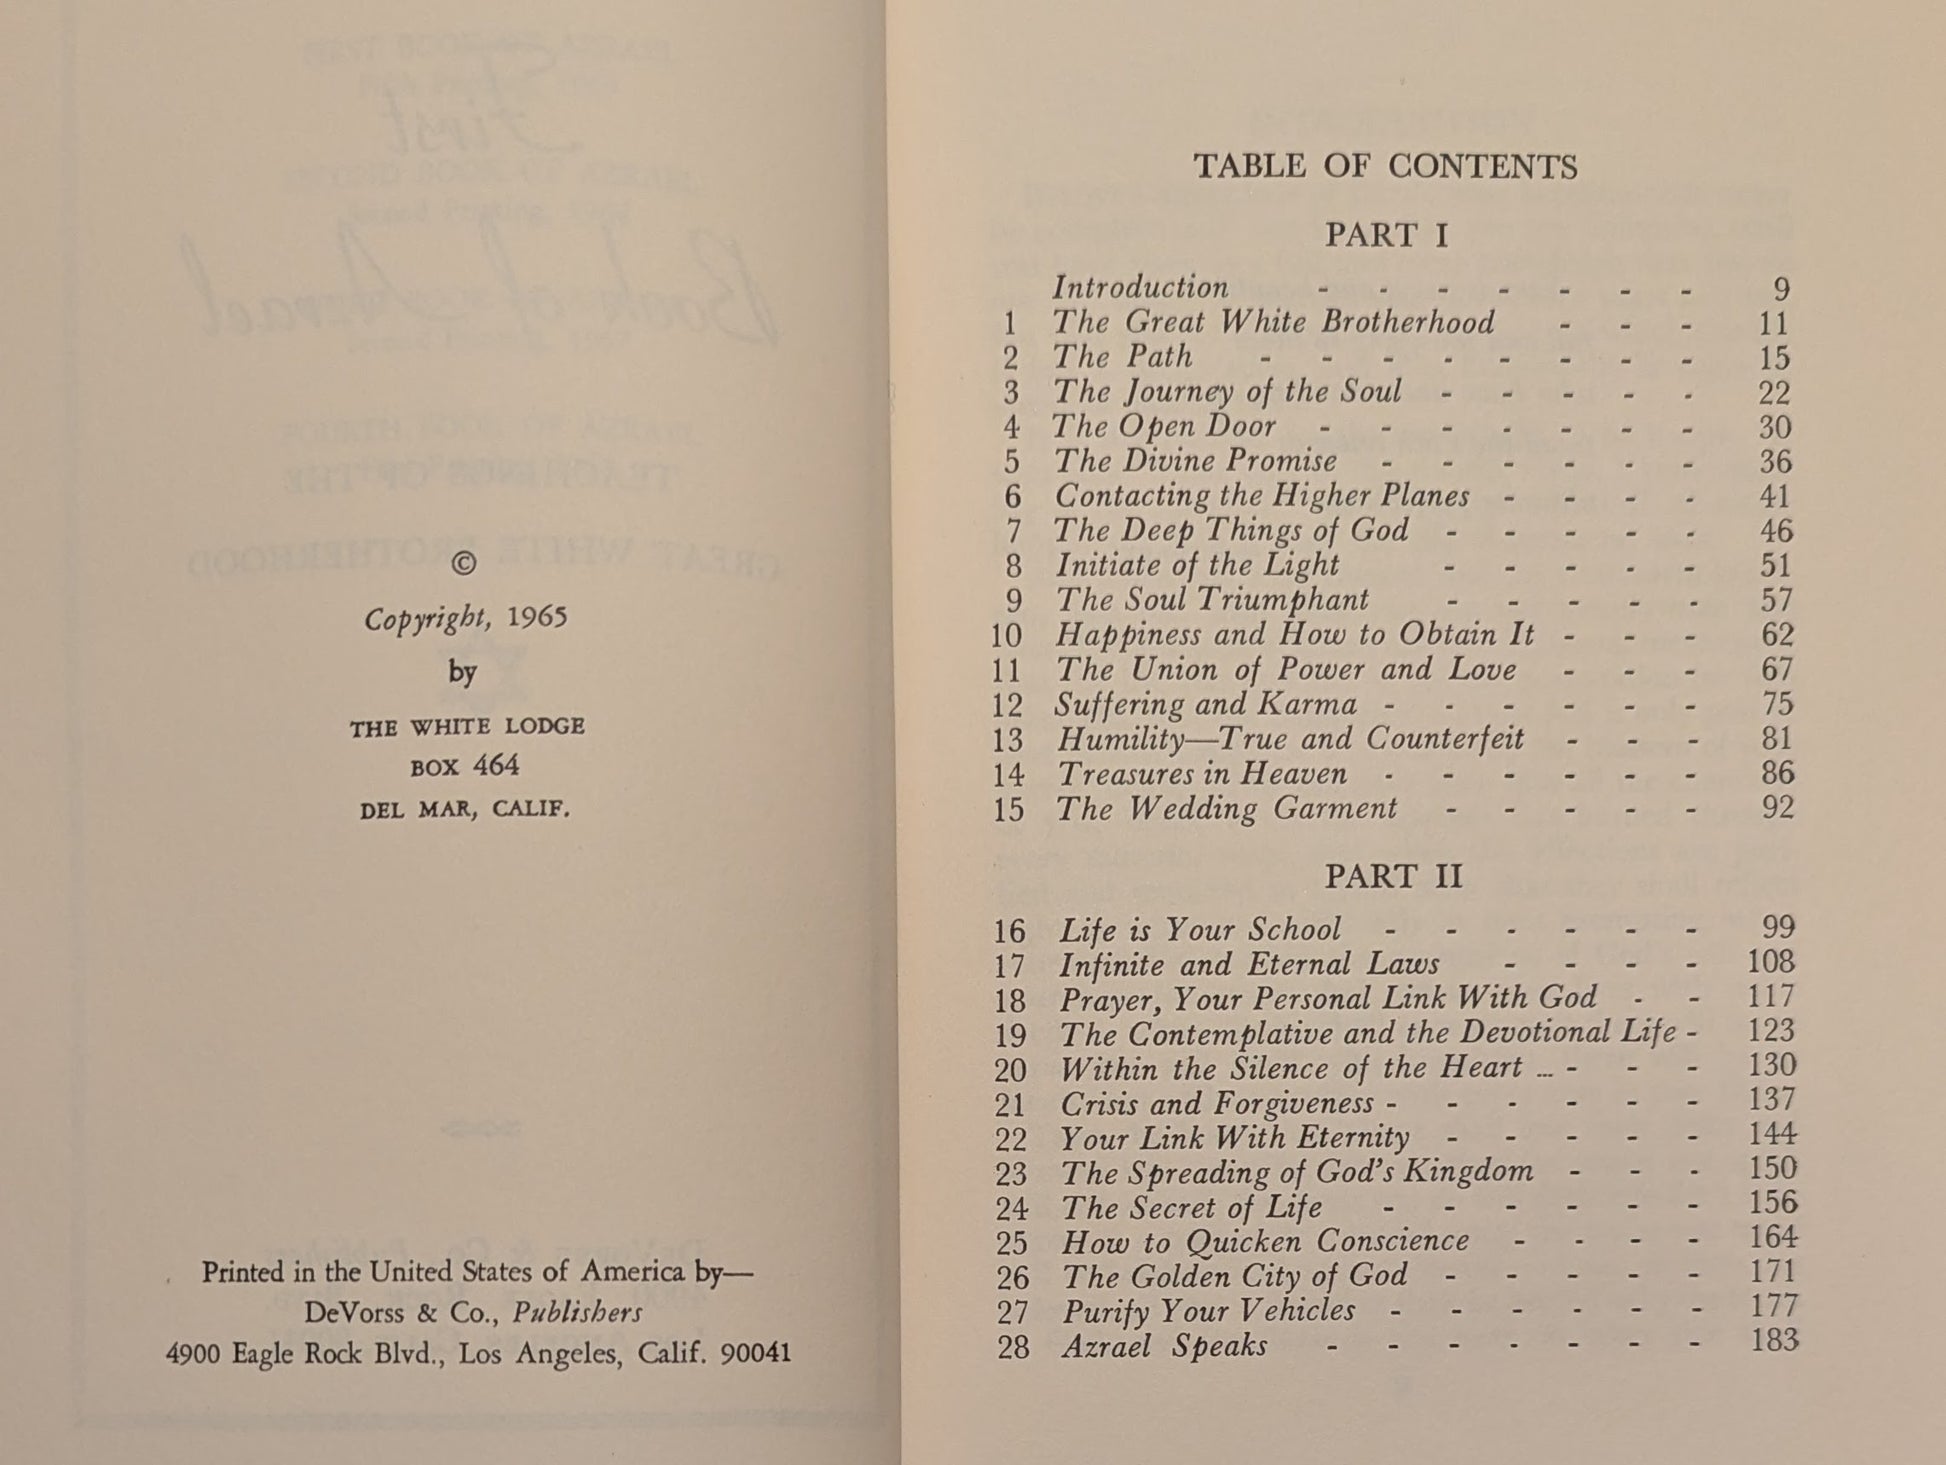 ©
Copyright, 1965
by
THE WHITE LODGE
BOX 464
DEL MAR, CALIF.
Printed in the United States of America by—
DeVorss & Co., Publishers
4900 Eagle Rock Blvd., Los Angeles, Calif. 90041
TABLE OF CONTENTS
PART I
Introduction - - - - - - - 9
1 The Great White Brotherhood - - - 11
2 The Path - - - - - - - - 15
3 The Journey of the Soul - - - - - 22
4 The Open Door - - - - - - - 30
5 The Divine Promise - - - - - - 36
6 Contacting the Higher Planes - - - - 41
7 The Deep Things of God - - - - - 46
8 Initiate of the Light - - - - - 51
9 The Soul Triumphant - - - - - 57
10 Happiness and How to Obtain It - - - 62
11 The Union of Power and Love - - - 67
12 Suffering and Karma - - - - - - 75
13 Humility—True and Counterfeit - - - 81
14 Treasures in Heaven - - - - - - 86
15 The Wedding Garment - - - - - 92
PART II
16 Life is Your School - - - - - - 99
17 Infinite and Eternal Laws - - - - 108
18 Prayer, Your Personal Link With God - - 117
19 The Contemplative and the Devotional Life - 123
20 Within the Silence of the Heart ... - - - 130
21 Crisis and Forgiveness - - - - - - 137
22 Your Link With Eternity - - - - - 144
23 The Spreading of God's Kingdom - - - 150
24 The Secret of Life - - - - - - 156
25 How to Quicken Conscience - - - - 164
26 The Golden City of God - - - - - 171
27 Purify Your Vehicles - - - - - - 177
28 Azrael Speaks - - - - - - - 183